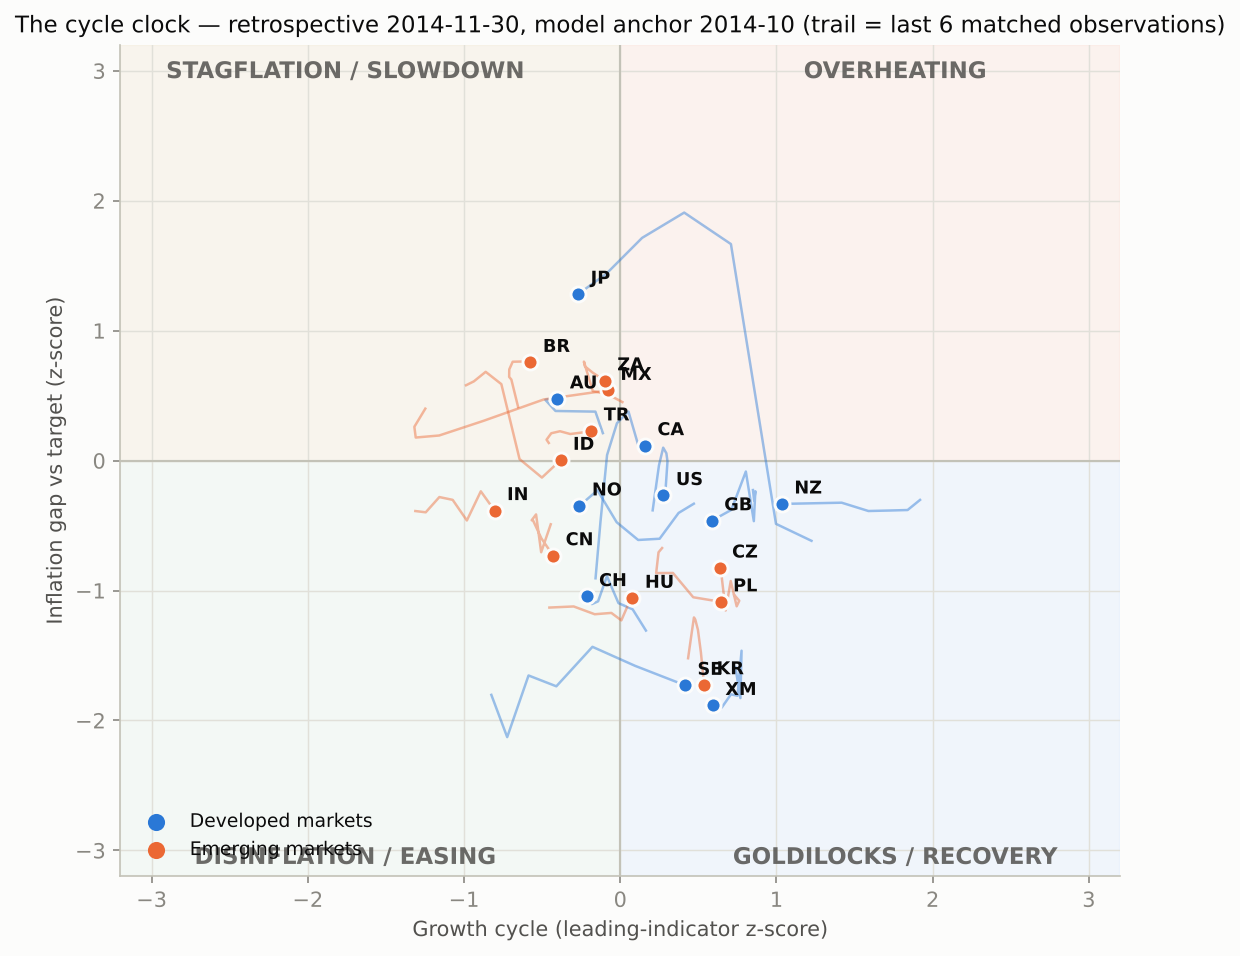 The cycle clock — retrospective 2014-11-30, model anchor 2014-10 (trail = last 6 matched observations)
STAGFLATION / SLOWDOWN
OVERHEATING
3
2
1
0
−1
−2
−3
Inflation gap vs target (z-score)
JP
BR
ZA
MX
AU
TR
CA
ID
US
NO
NZ
IN
GB
CN
CZ
CH
HU
PL
SE
KR
XM
Developed markets
Emerging markets
DISINFLATION / EASING
GOLDILOCKS / RECOVERY
−3
−2
−1
0
1
2
3
Growth cycle (leading-indicator z-score)